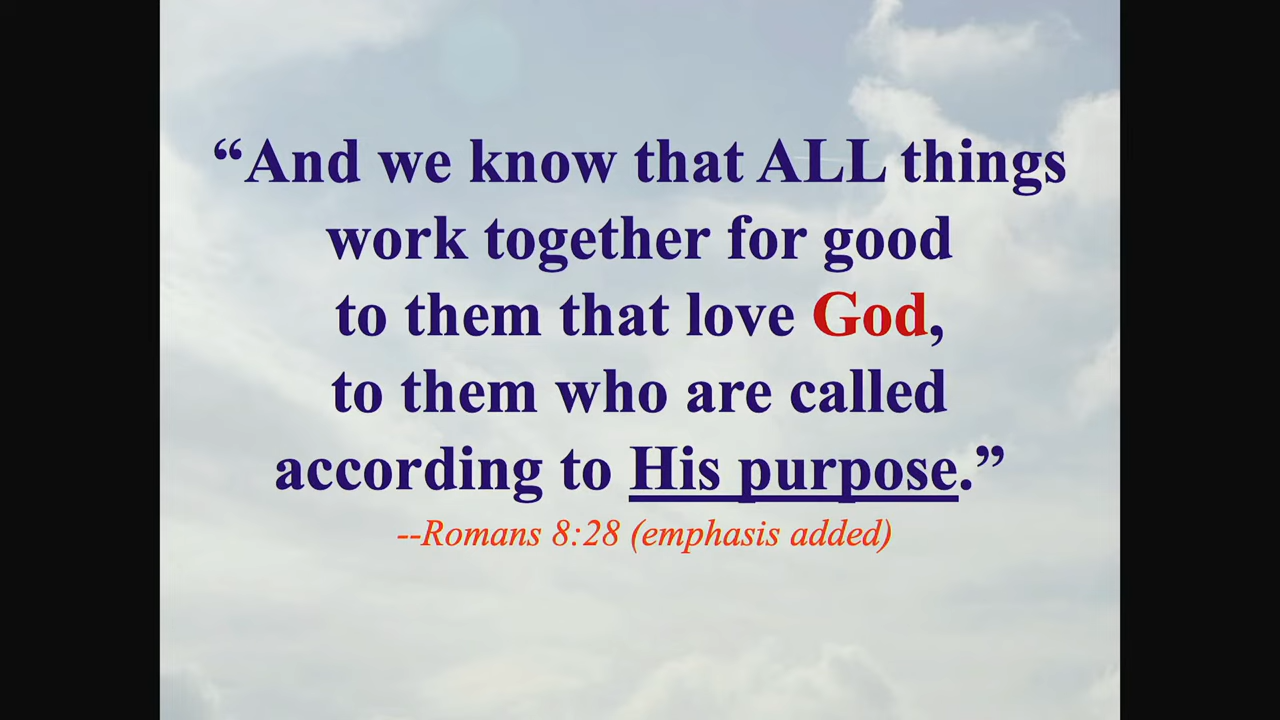 “And we know that ALL things
work together for good
to them that love God,
to them who are called
according to His purpose.”
--Romans 8:28 (emphasis added)